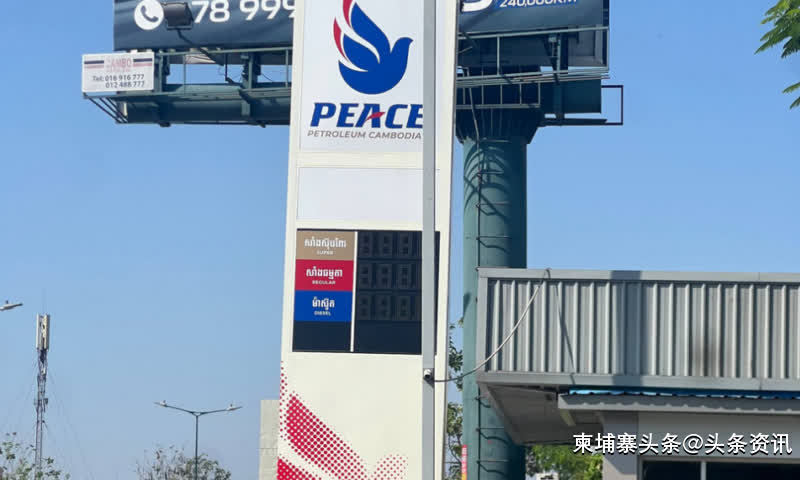 78 999
240,000KM
CAMBO
Tel: 016 916 777
012 488 777
PEACE
PETROLEUM CAMBODIA
សាំងស៊ុបពែរ
SUPER
សាំងធម្មតា
REGULAR
ម៉ាស៊ូត
DIESEL
柬埔寨头条@头条资讯